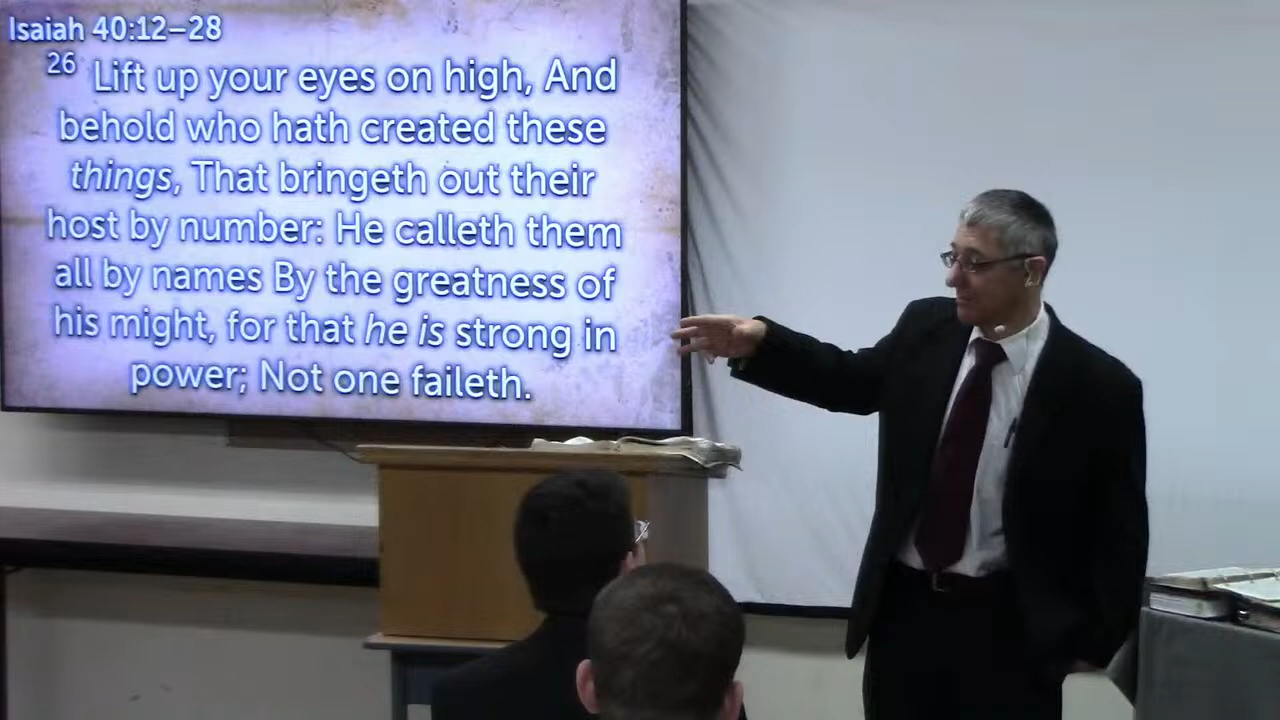 Isaiah 40:12–28
26 Lift up your eyes on high, And
behold who hath created these
things, That bringeth out their
host by number: He calleth them
all by names By the greatness of
his might, for that he is strong in
power; Not one faileth.